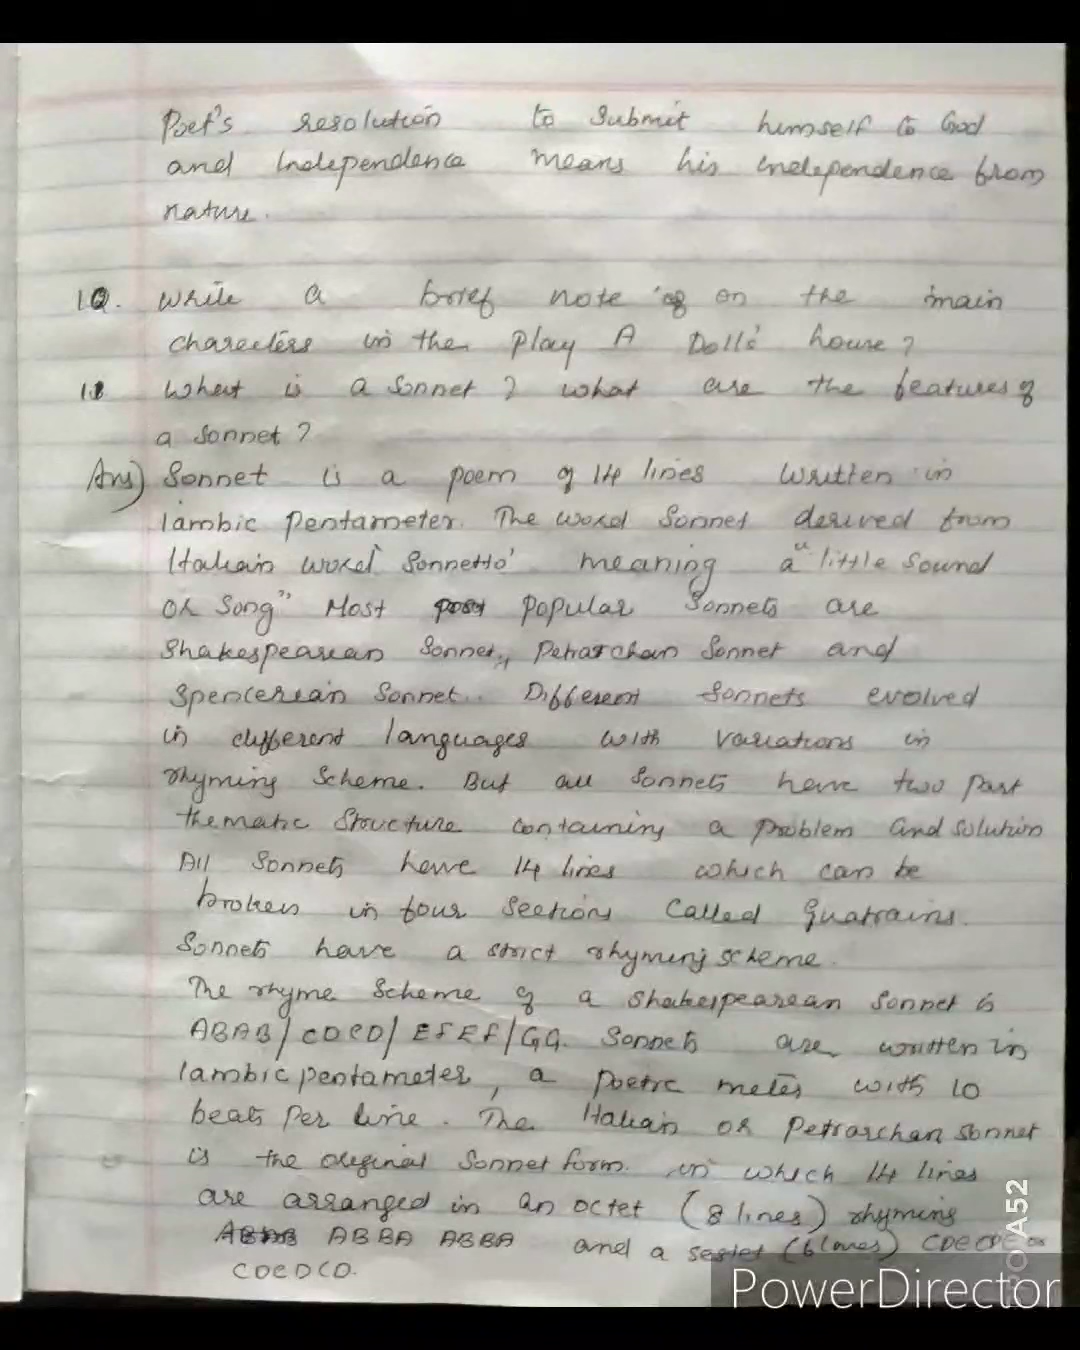 Poet's resolution to submit himself to God
and Independence means his independence from
nature.
10. Write a brief note of on the main
charecters in the Play A Dolls' house?
11 What is a Sonnet? What are the features of
a Sonnet?
Ans) Sonnet is a poem of 14 lines written in
Iambic Pentameter. The word Sonnet derived from
Italian word 'Sonnetto' meaning a "little Sound
or Song" Most post Popular Sonnets are
Shakespearean Sonnet, Petrarchan Sonnet and
Spencerean Sonnet. Different Sonnets evolved
in different languages with variations in
rhyming Scheme. But all Sonnets have two part
thematic Structure containing a Problem and solution
All Sonnets have 14 lines which can be
broken in four Sections Called Quatrains.
Sonnets have a strict rhyming scheme.
The rhyme Scheme of a Shakespearean Sonnet is
ABAB/CDCD/EFEF/GG. Sonnets are written in
Iambic pentameter, a Poetic meter with 10
beats Per line. The Italian or Petrarchan Sonnet
is the original Sonnet form in which 14 lines
are arranged in an octet (8 lines) rhyming
ABBA ABBA and a seslet (6 lines) CDECDE or
CDCDCD.
PowerDirector
A52